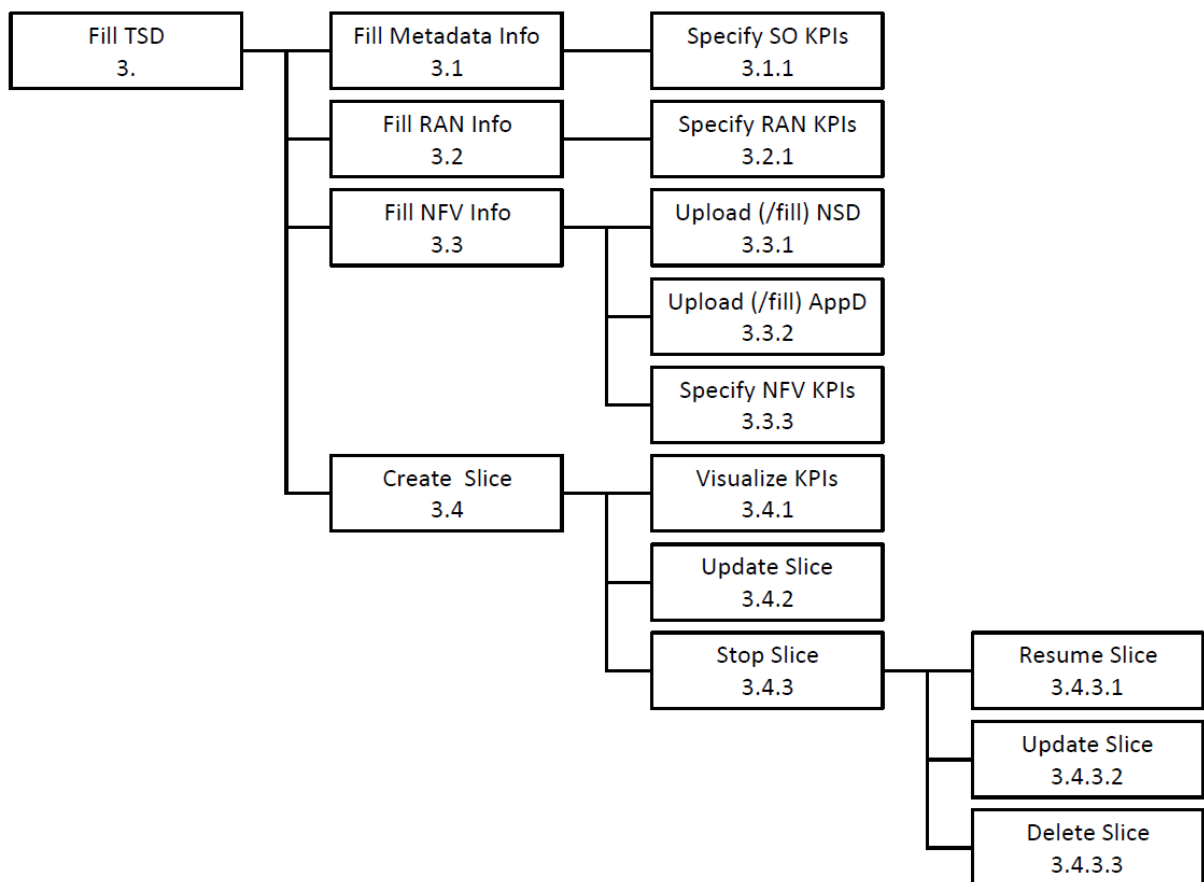 Fill TSD
3.
Fill Metadata Info
3.1
Specify SO KPIs
3.1.1
Fill RAN Info
3.2
Specify RAN KPIs
3.2.1
Fill NFV Info
3.3
Upload (/fill) NSD
3.3.1
Upload (/fill) AppD
3.3.2
Specify NFV KPIs
3.3.3
Create Slice
3.4
Visualize KPIs
3.4.1
Update Slice
3.4.2
Stop Slice
3.4.3
Resume Slice
3.4.3.1
Update Slice
3.4.3.2
Delete Slice
3.4.3.3